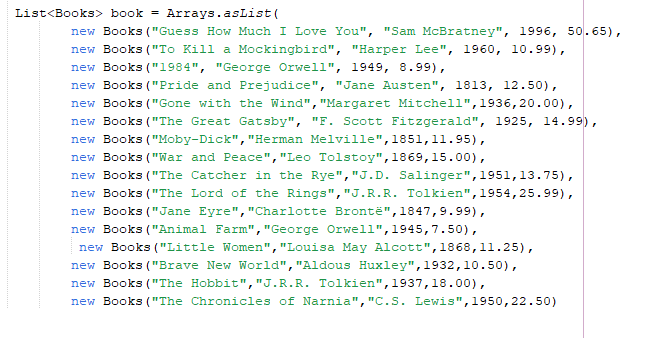 List<Books> book = Arrays.asList(
new Books("Guess How Much I Love You", "Sam McBratney", 1996, 50.65),
new Books("To Kill a Mockingbird", "Harper Lee", 1960, 10.99),
new Books("1984", "George Orwell", 1949, 8.99),
new Books("Pride and Prejudice", "Jane Austen", 1813, 12.50),
new Books("Gone with the Wind","Margaret Mitchell",1936,20.00),
new Books("The Great Gatsby", "F. Scott Fitzgerald", 1925, 14.99),
new Books("Moby-Dick","Herman Melville",1851,11.95),
new Books("War and Peace","Leo Tolstoy",1869,15.00),
new Books("The Catcher in the Rye","J.D. Salinger",1951,13.75),
new Books("The Lord of the Rings","J.R.R. Tolkien",1954,25.99),
new Books("Jane Eyre","Charlotte Brontë",1847,9.99),
new Books("Animal Farm","George Orwell",1945,7.50),
new Books("Little Women","Louisa May Alcott",1868,11.25),
new Books("Brave New World","Aldous Huxley",1932,10.50),
new Books("The Hobbit","J.R.R. Tolkien",1937,18.00),
new Books("The Chronicles of Narnia","C.S. Lewis",1950,22.50)